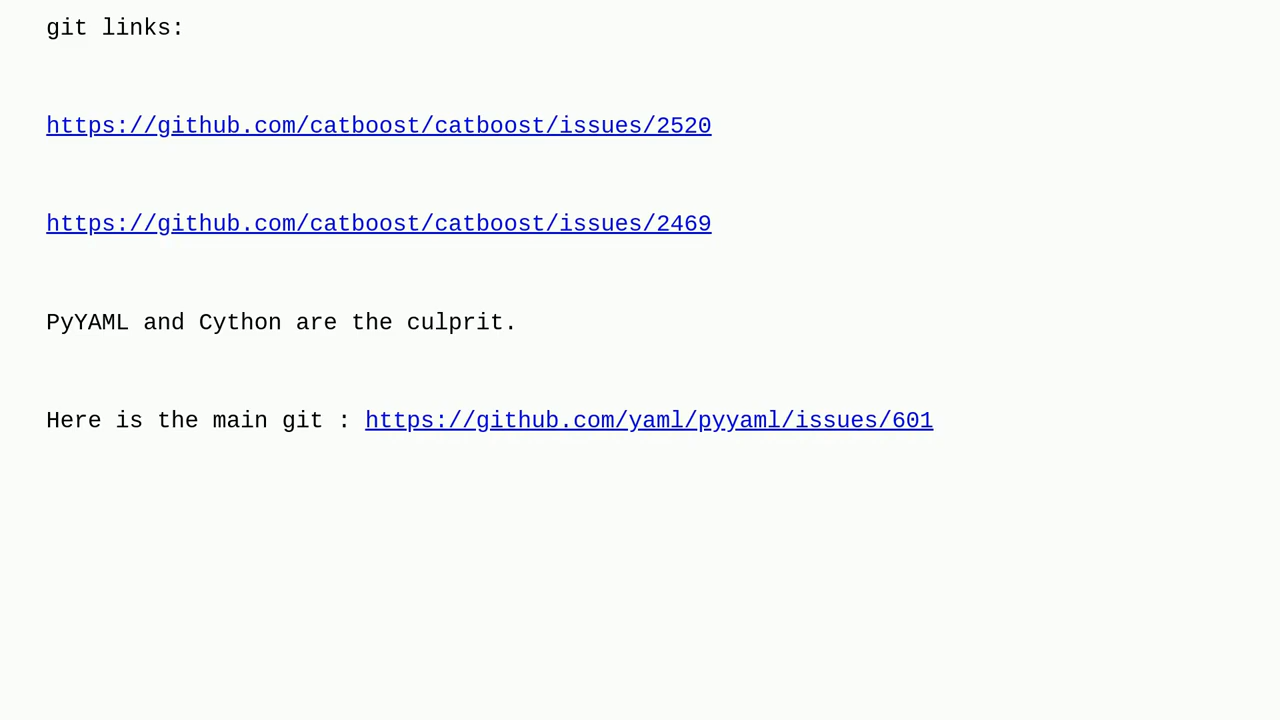 git links:
https://github.com/catboost/catboost/issues/2520
https://github.com/catboost/catboost/issues/2469
PyYAML and Cython are the culprit.
Here is the main git : https://github.com/yaml/pyyaml/issues/601